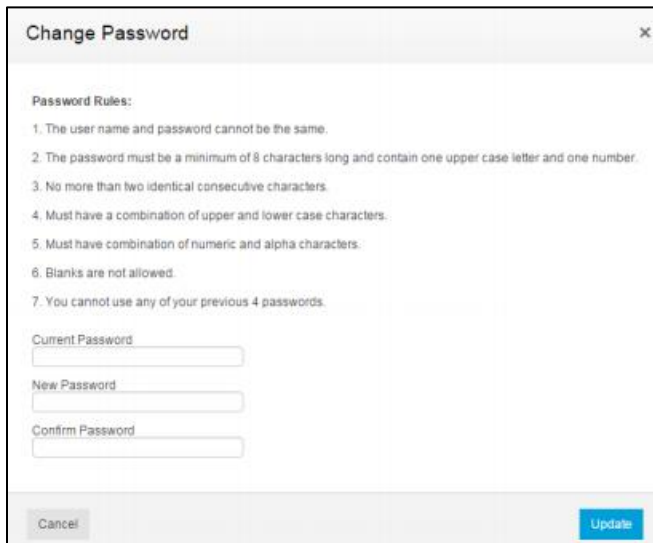 Change Password
×
Password Rules:
1. The user name and password cannot be the same.
2. The password must be a minimum of 8 characters long and contain one upper case letter and one number.
3. No more than two identical consecutive characters.
4. Must have a combination of upper and lower case characters.
5. Must have combination of numeric and alpha characters.
6. Blanks are not allowed.
7. You cannot use any of your previous 4 passwords.
Current Password
New Password
Confirm Password
Cancel
Update